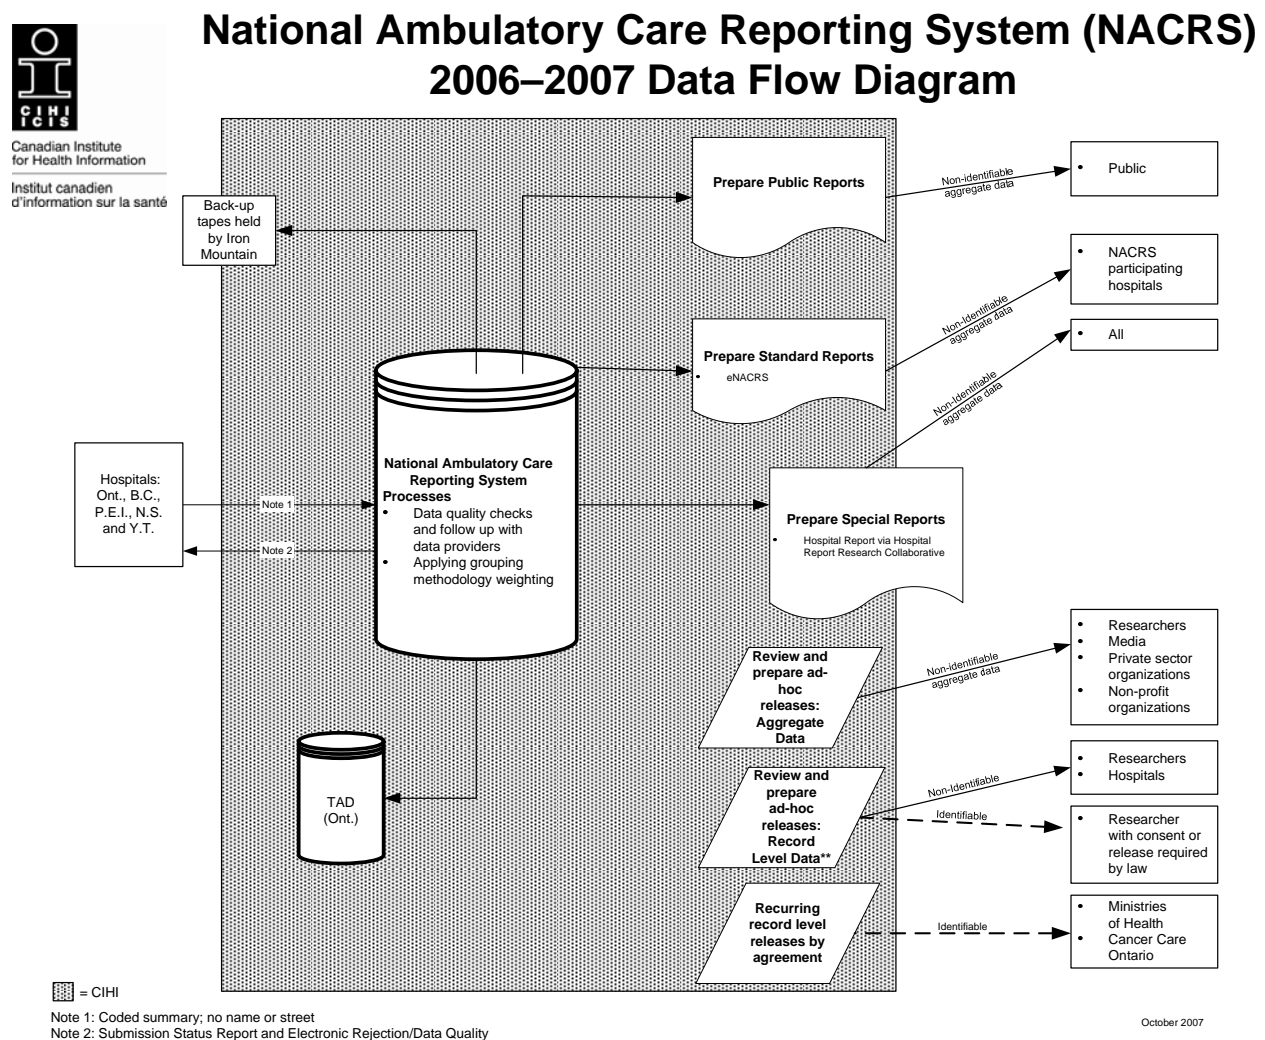 National Ambulatory Care Reporting System (NACRS)
2006–2007 Data Flow Diagram
CIHI
ICIS
Canadian Institute
for Health Information
Institut canadien
d'information sur la santé
Back-up
tapes held
by Iron
Mountain
Prepare Public Reports
Non-identifiable
aggregate data
• Public
Prepare Standard Reports
• eNACRS
Non-Identifiable
aggregate data
• NACRS
participating
hospitals
Non-Identifiable
aggregate data
• All
Hospitals:
Ont., B.C.,
P.E.I., N.S.
and Y.T.
Note 1
Note 2
National Ambulatory Care
Reporting System
Processes
• Data quality checks
and follow up with
data providers
• Applying grouping
methodology weighting
Prepare Special Reports
• Hospital Report via Hospital
Report Research Collaborative
TAD
(Ont.)
Review and
prepare ad-
hoc
releases:
Aggregate
Data
Non-identifiable
aggregate data
• Researchers
• Media
• Private sector
organizations
• Non-profit
organizations
Review and
prepare
ad-hoc
releases:
Record
Level Data**
Non-Identifiable
• Researchers
• Hospitals
Identifiable
• Researcher
with consent or
release required
by law
Recurring
record level
releases by
agreement
Identifiable
• Ministries
of Health
• Cancer Care
Ontario
= CIHI
Note 1: Coded summary; no name or street
Note 2: Submission Status Report and Electronic Rejection/Data Quality
October 2007